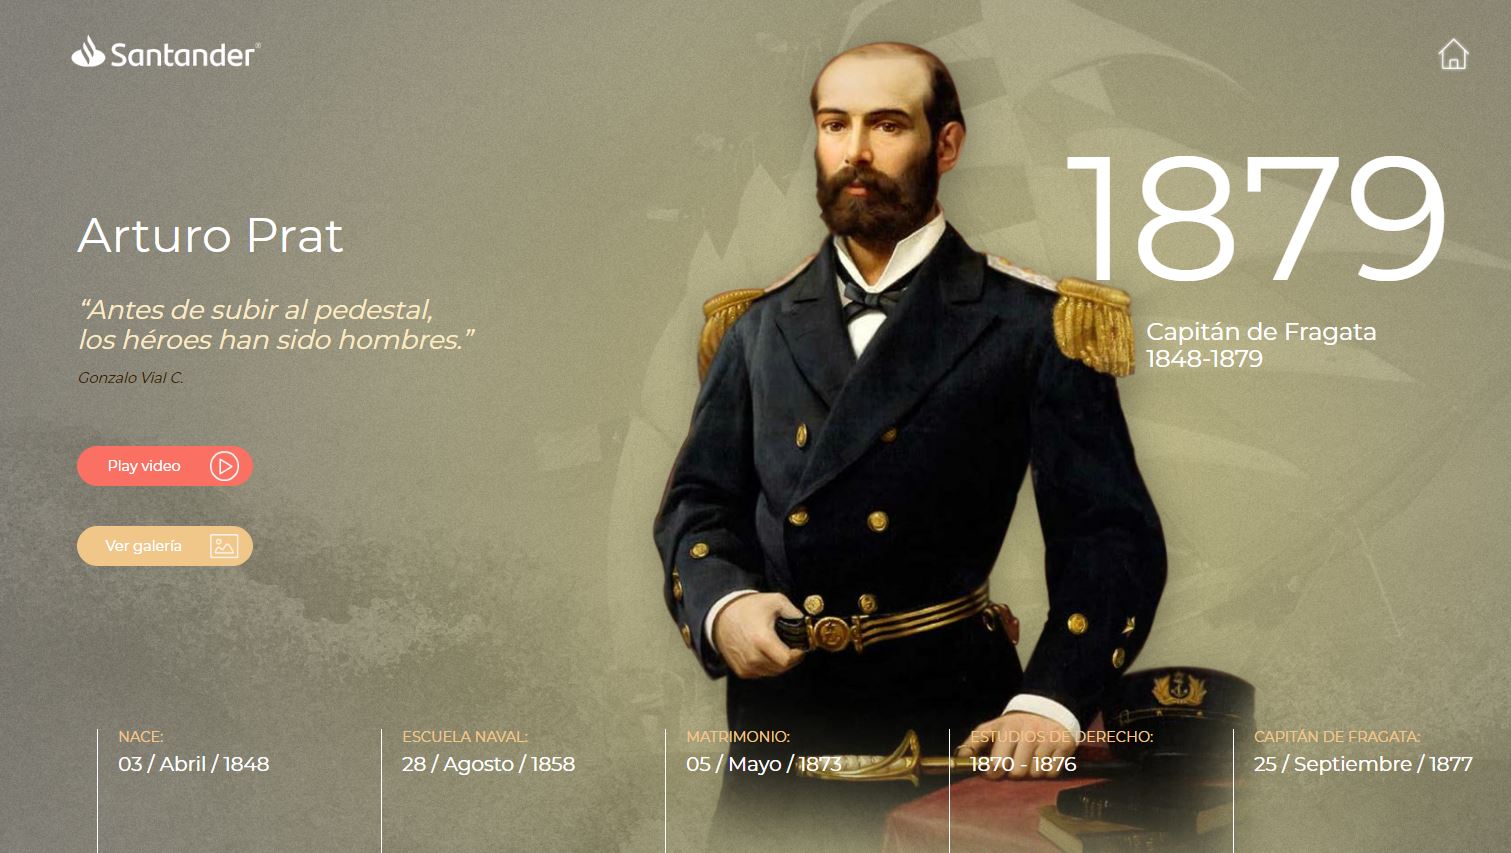 Santander
1879
Arturo Prat
“Antes de subir al pedestal,
los héroes han sido hombres.”
Gonzalo Vial C.
Capitán de Fragata
1848-1879
Play video
Ver galería
NACE:
03 / Abril / 1848
ESCUELA NAVAL:
28 / Agosto / 1858
MATRIMONIO:
05 / Mayo / 1873
ESTUDIOS DE DERECHO:
1870 - 1876
CAPITÁN DE FRAGATA:
25 / Septiembre / 1877